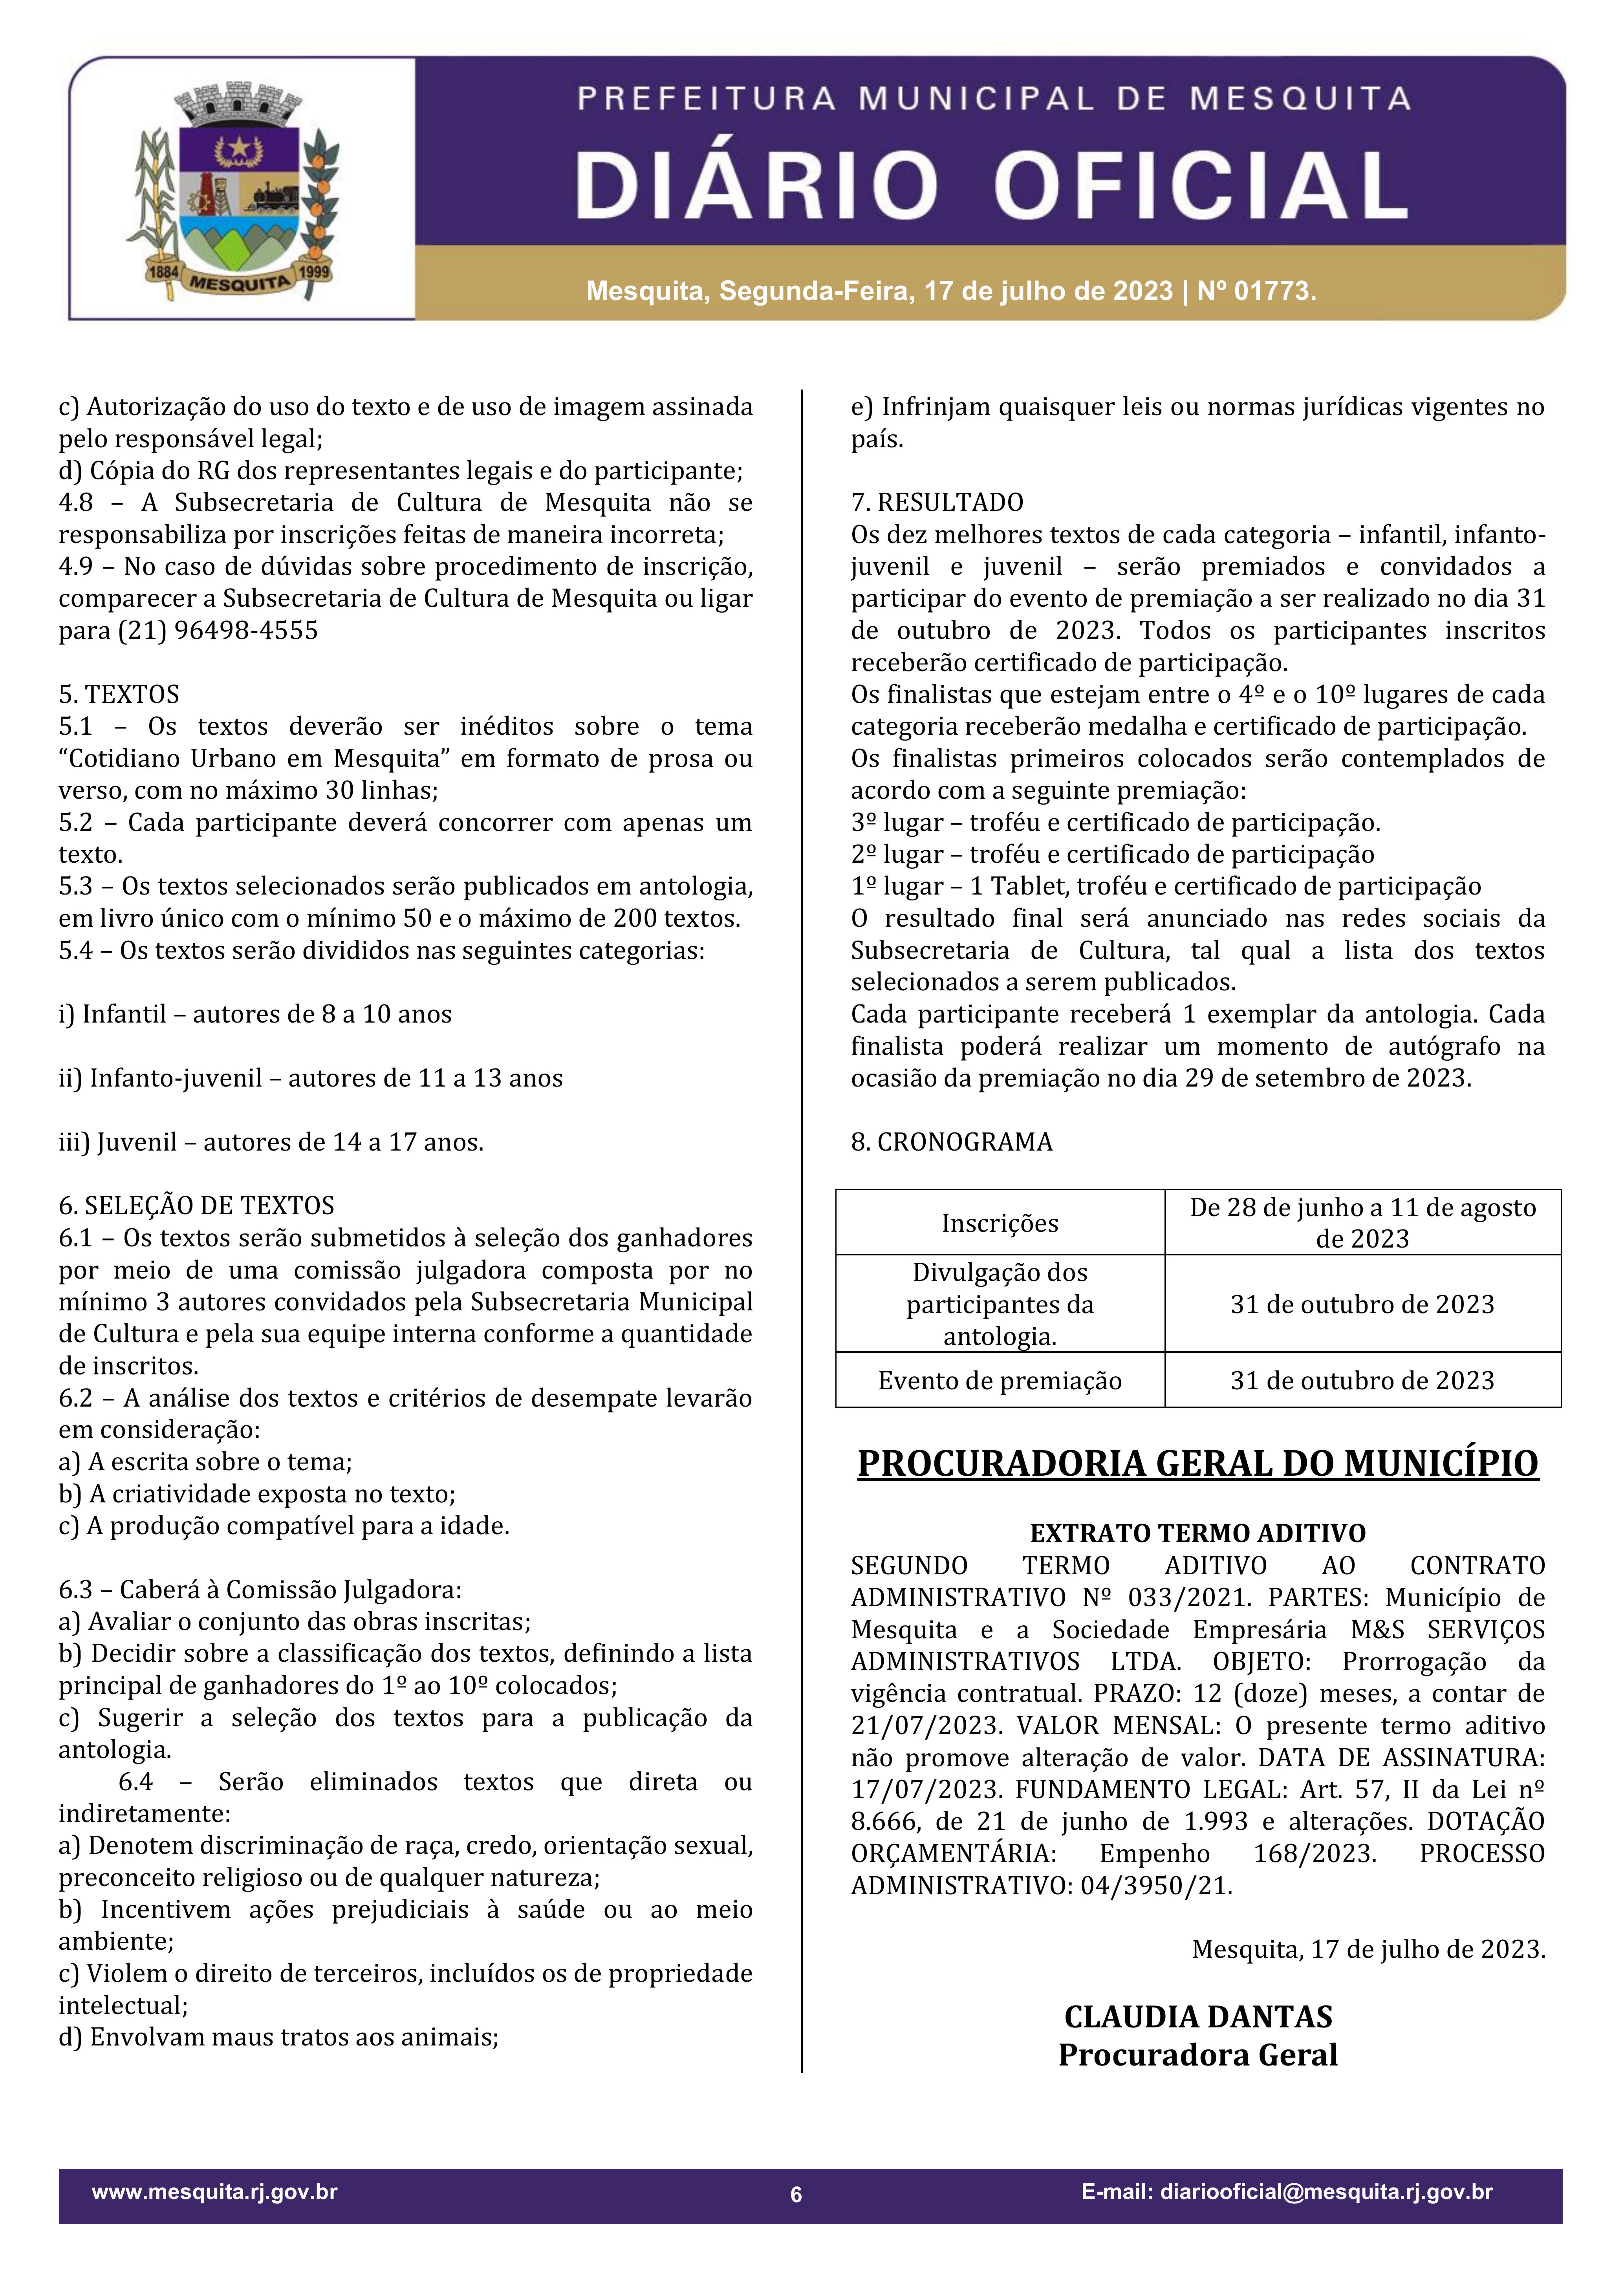 PREFEITURA MUNICIPAL DE MESQUITA
DIÁRIO OFICIAL
Mesquita, Segunda-Feira, 17 de julho de 2023 | Nº 01773.
1884 MESQUITA 1999
c) Autorização do uso do texto e de uso de imagem assinada
pelo responsável legal;
d) Cópia do RG dos representantes legais e do participante;
4.8 – A Subsecretaria de Cultura de Mesquita não se
responsabiliza por inscrições feitas de maneira incorreta;
4.9 – No caso de dúvidas sobre procedimento de inscrição,
comparecer a Subsecretaria de Cultura de Mesquita ou ligar
para (21) 96498-4555
5. TEXTOS
5.1 – Os textos deverão ser inéditos sobre o tema
“Cotidiano Urbano em Mesquita” em formato de prosa ou
verso, com no máximo 30 linhas;
5.2 – Cada participante deverá concorrer com apenas um
texto.
5.3 – Os textos selecionados serão publicados em antologia,
em livro único com o mínimo 50 e o máximo de 200 textos.
5.4 – Os textos serão divididos nas seguintes categorias:
i) Infantil – autores de 8 a 10 anos
ii) Infanto-juvenil – autores de 11 a 13 anos
iii) Juvenil – autores de 14 a 17 anos.
6. SELEÇÃO DE TEXTOS
6.1 – Os textos serão submetidos à seleção dos ganhadores
por meio de uma comissão julgadora composta por no
mínimo 3 autores convidados pela Subsecretaria Municipal
de Cultura e pela sua equipe interna conforme a quantidade
de inscritos.
6.2 – A análise dos textos e critérios de desempate levarão
em consideração:
a) A escrita sobre o tema;
b) A criatividade exposta no texto;
c) A produção compatível para a idade.
6.3 – Caberá à Comissão Julgadora:
a) Avaliar o conjunto das obras inscritas;
b) Decidir sobre a classificação dos textos, definindo a lista
principal de ganhadores do 1º ao 10º colocados;
c) Sugerir a seleção dos textos para a publicação da
antologia.
6.4 – Serão eliminados textos que direta ou
indiretamente:
a) Denotem discriminação de raça, credo, orientação sexual,
preconceito religioso ou de qualquer natureza;
b) Incentivem ações prejudiciais à saúde ou ao meio
ambiente;
c) Violem o direito de terceiros, incluídos os de propriedade
intelectual;
d) Envolvam maus tratos aos animais;
e) Infrinjam quaisquer leis ou normas jurídicas vigentes no
país.
7. RESULTADO
Os dez melhores textos de cada categoria – infantil, infanto-
juvenil e juvenil – serão premiados e convidados a
participar do evento de premiação a ser realizado no dia 31
de outubro de 2023. Todos os participantes inscritos
receberão certificado de participação.
Os finalistas que estejam entre o 4º e o 10º lugares de cada
categoria receberão medalha e certificado de participação.
Os finalistas primeiros colocados serão contemplados de
acordo com a seguinte premiação:
3º lugar – troféu e certificado de participação.
2º lugar – troféu e certificado de participação
1º lugar – 1 Tablet, troféu e certificado de participação
O resultado final será anunciado nas redes sociais da
Subsecretaria de Cultura, tal qual a lista dos textos
selecionados a serem publicados.
Cada participante receberá 1 exemplar da antologia. Cada
finalista poderá realizar um momento de autógrafo na
ocasião da premiação no dia 29 de setembro de 2023.
8. CRONOGRAMA
Inscrições
De 28 de junho a 11 de agosto
de 2023
Divulgação dos
participantes da
antologia.
31 de outubro de 2023
Evento de premiação
31 de outubro de 2023
PROCURADORIA GERAL DO MUNICÍPIO
EXTRATO TERMO ADITIVO
SEGUNDO TERMO ADITIVO AO CONTRATO
ADMINISTRATIVO Nº 033/2021. PARTES: Município de
Mesquita e a Sociedade Empresária M&S SERVIÇOS
ADMINISTRATIVOS LTDA. OBJETO: Prorrogação da
vigência contratual. PRAZO: 12 (doze) meses, a contar de
21/07/2023. VALOR MENSAL: O presente termo aditivo
não promove alteração de valor. DATA DE ASSINATURA:
17/07/2023. FUNDAMENTO LEGAL: Art. 57, II da Lei nº
8.666, de 21 de junho de 1.993 e alterações. DOTAÇÃO
ORÇAMENTÁRIA: Empenho 168/2023. PROCESSO
ADMINISTRATIVO: 04/3950/21.
Mesquita, 17 de julho de 2023.
CLAUDIA DANTAS
Procuradora Geral
www.mesquita.rj.gov.br
6
E-mail: diariooficial@mesquita.rj.gov.br